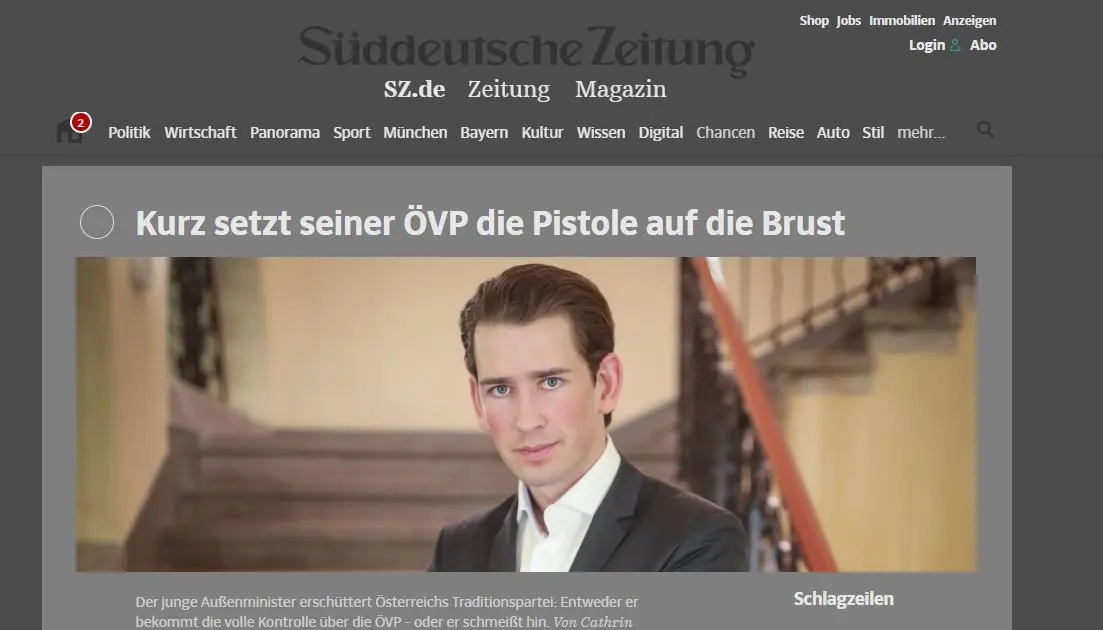 Shop Jobs Immobilien Anzeigen
Süddeutsche Zeitung
Login Abo
SZ.de Zeitung Magazin
2
Politik Wirtschaft Panorama Sport München Bayern Kultur Wissen Digital Chancen Reise Auto Stil mehr...
Kurz setzt seiner ÖVP die Pistole auf die Brust
Der junge Außenminister erschüttert Österreichs Traditionspartei: Entweder er
bekommt die volle Kontrolle über die ÖVP - oder er schmeißt hin. Von Cathrin
Schlagzeilen